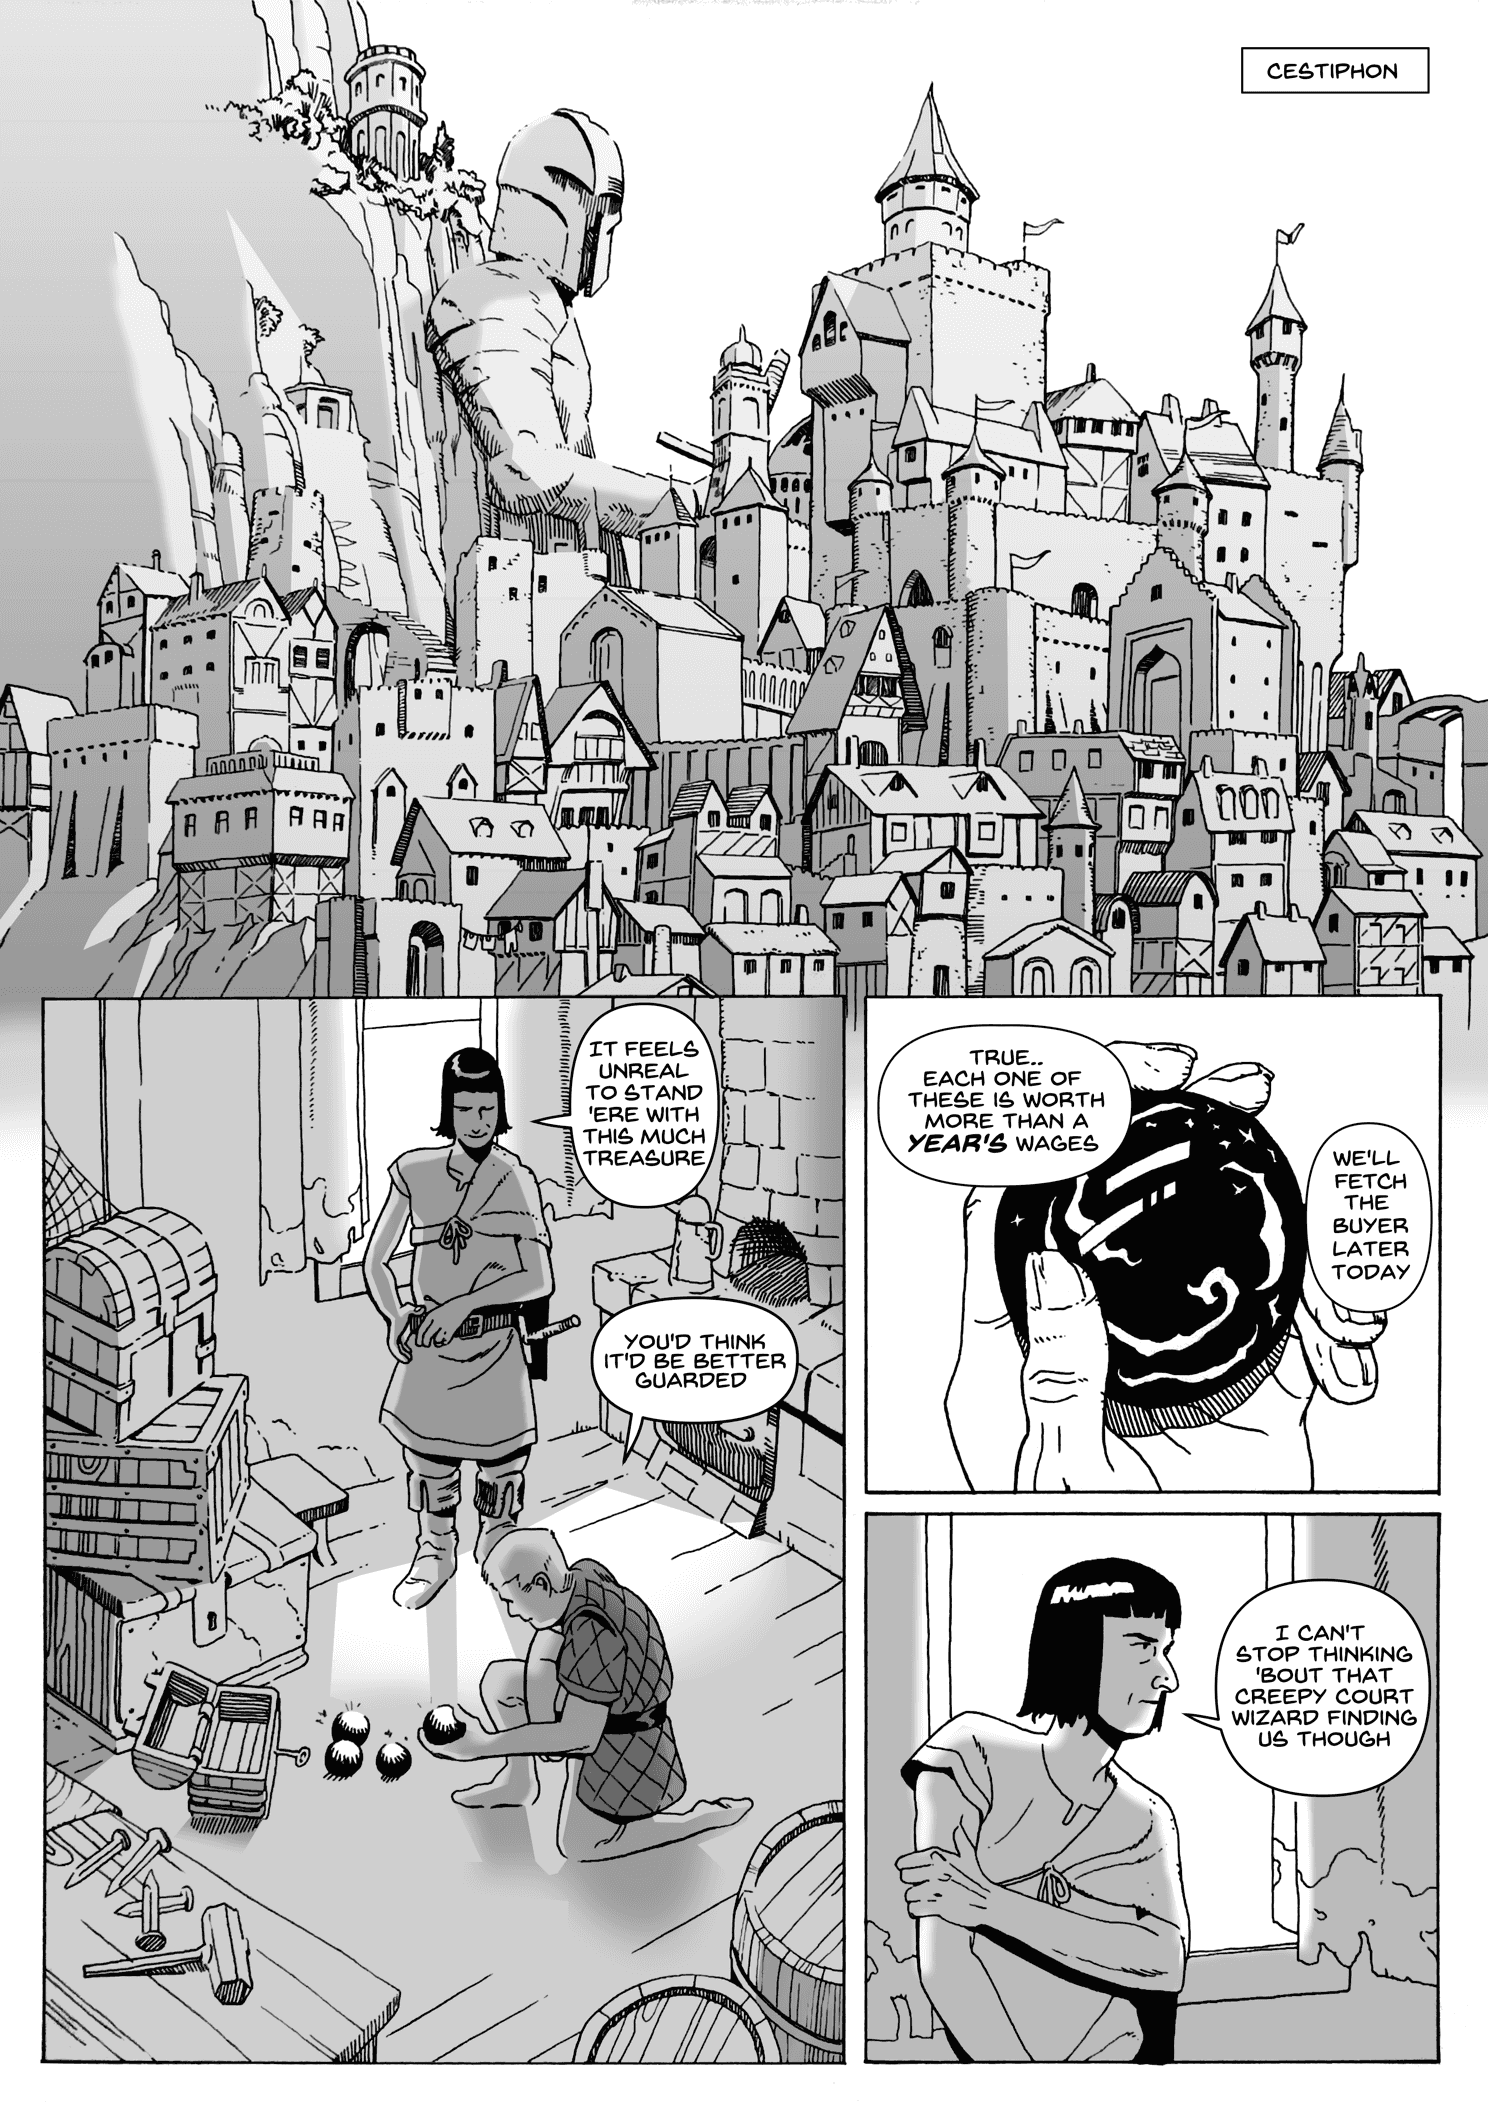 CESTIPHON
IT FEELS
UNREAL
TO STAND
'ERE WITH
THIS MUCH
TREASURE
YOU'D THINK
IT'D BE BETTER
GUARDED
TRUE..
EACH ONE OF
THESE IS WORTH
MORE THAN A
YEAR'S WAGES
WE'LL
FETCH
THE
BUYER
LATER
TODAY
I CAN'T
STOP THINKING
'BOUT THAT
CREEPY COURT
WIZARD FINDING
US THOUGH